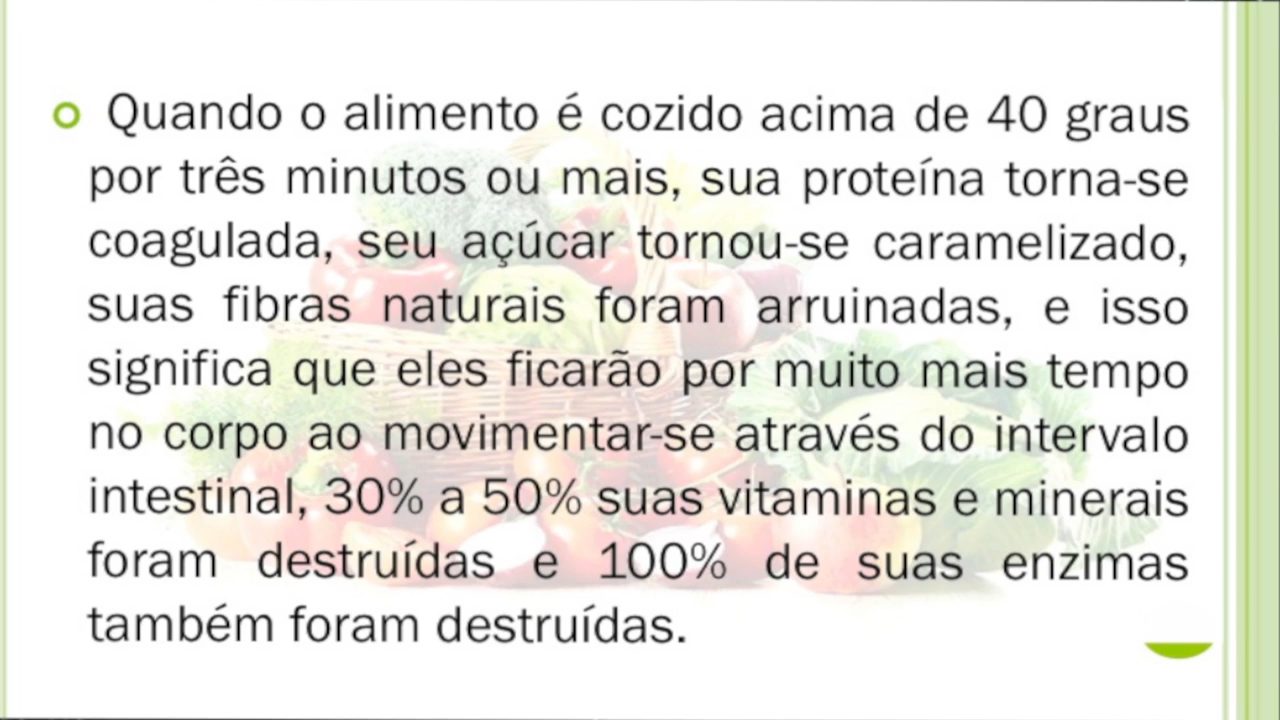 Quando o alimento é cozido acima de 40 graus
por três minutos ou mais, sua proteína torna-se
coagulada, seu açúcar tornou-se caramelizado,
suas fibras naturais foram arruinadas, e isso
significa que eles ficarão por muito mais tempo
no corpo ao movimentar-se através do intervalo
intestinal, 30% a 50% suas vitaminas e minerais
foram destruídas e 100% de suas enzimas
também foram destruídas.